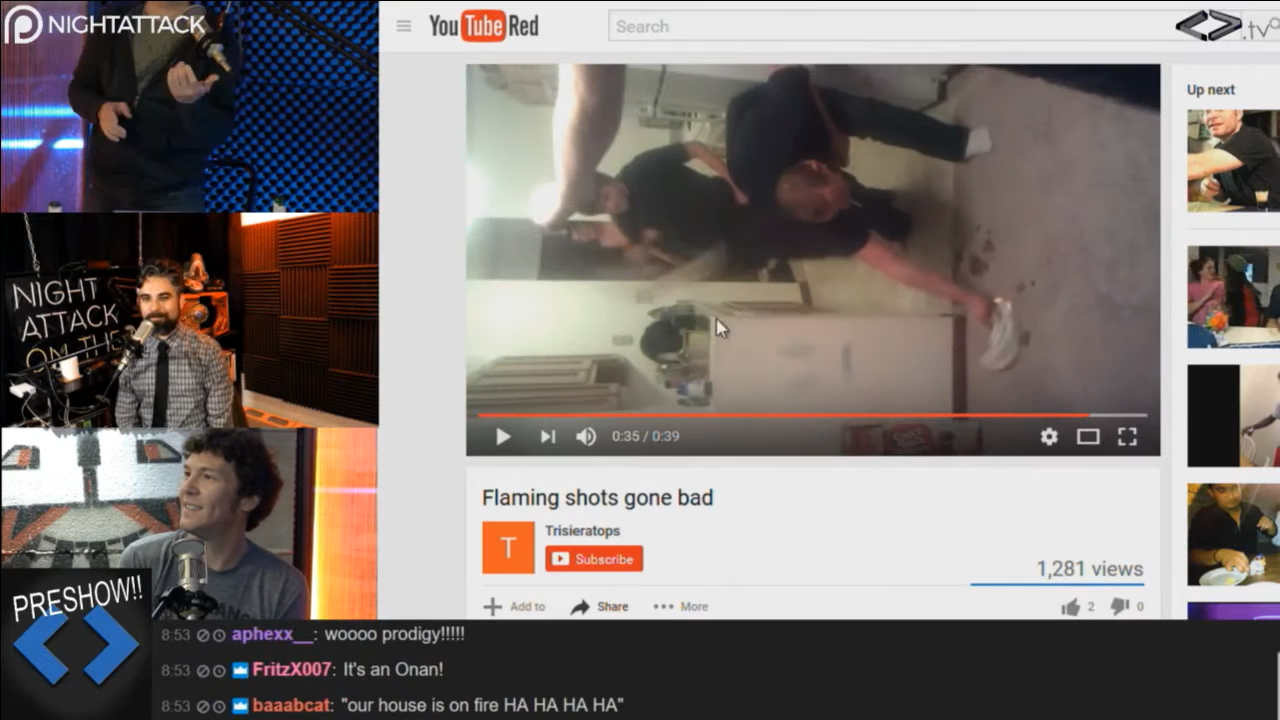 NIGHTATTACK
YouTube Red
Search
.tv
Up next
NIGHT
ATTACK
ON THE
0:35 / 0:39
Flaming shots gone bad
T
Trisieratops
Subscribe
1,281 views
Add to
Share
More
2
0
PRESHOW!!
8:53 aphexx__: woooo prodigy!!!!!
8:53 FritzX007: It's an Onan!
8:53 baaabcat: "our house is on fire HA HA HA HA"